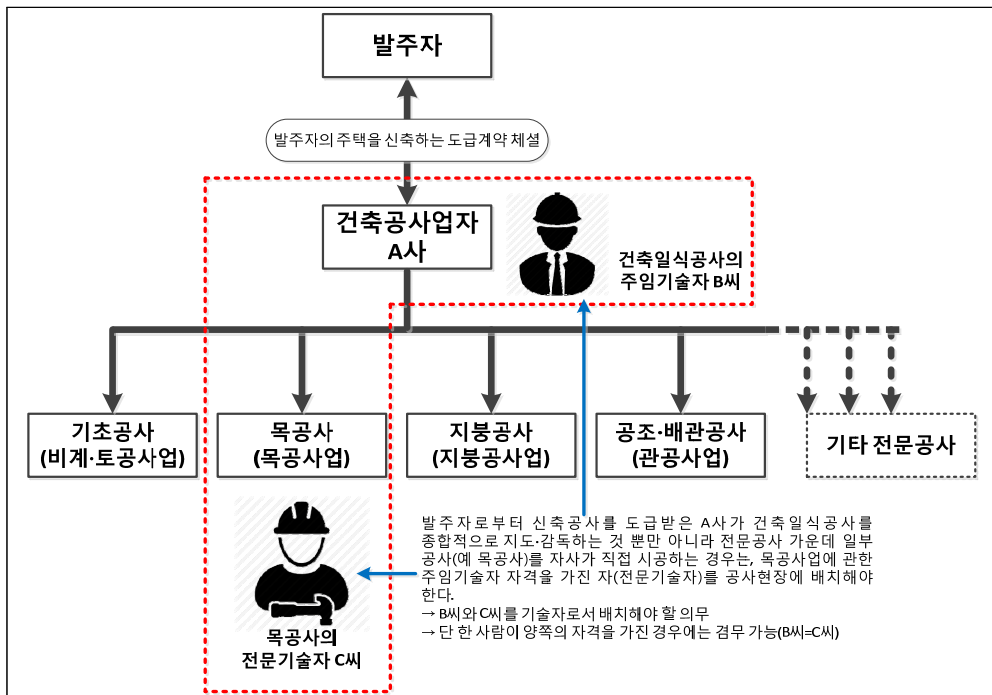 발주자
발주자의 주택을 신축하는 도급계약 체셜
건축공사업자
A사
건축일식공사의
주임기술자 B씨
기초공사
(비계·토공사업)
목공사
(목공사업)
지붕공사
(지붕공사업)
공조·배관공사
(관공사업)
기타 전문공사
목공사의
전문기술자 C씨
발주자로부터 신축공사를 도급받은 A사가 건축일식공사를
종합적으로 지도·감독하는 것 뿐만 아니라 전문공사 가운데 일부
공사(예 목공사)를 자사가 직접 시공하는 경우는, 목공사업에 관한
주임기술자 자격을 가진 자(전문기술자)를 공사현장에 배치해야
한다.
→ B씨와 C씨를 기술자로서 배치해야 할 의무
→ 단 한 사람이 양쪽의 자격을 가진 경우에는 겸무 가능(B씨=C씨)